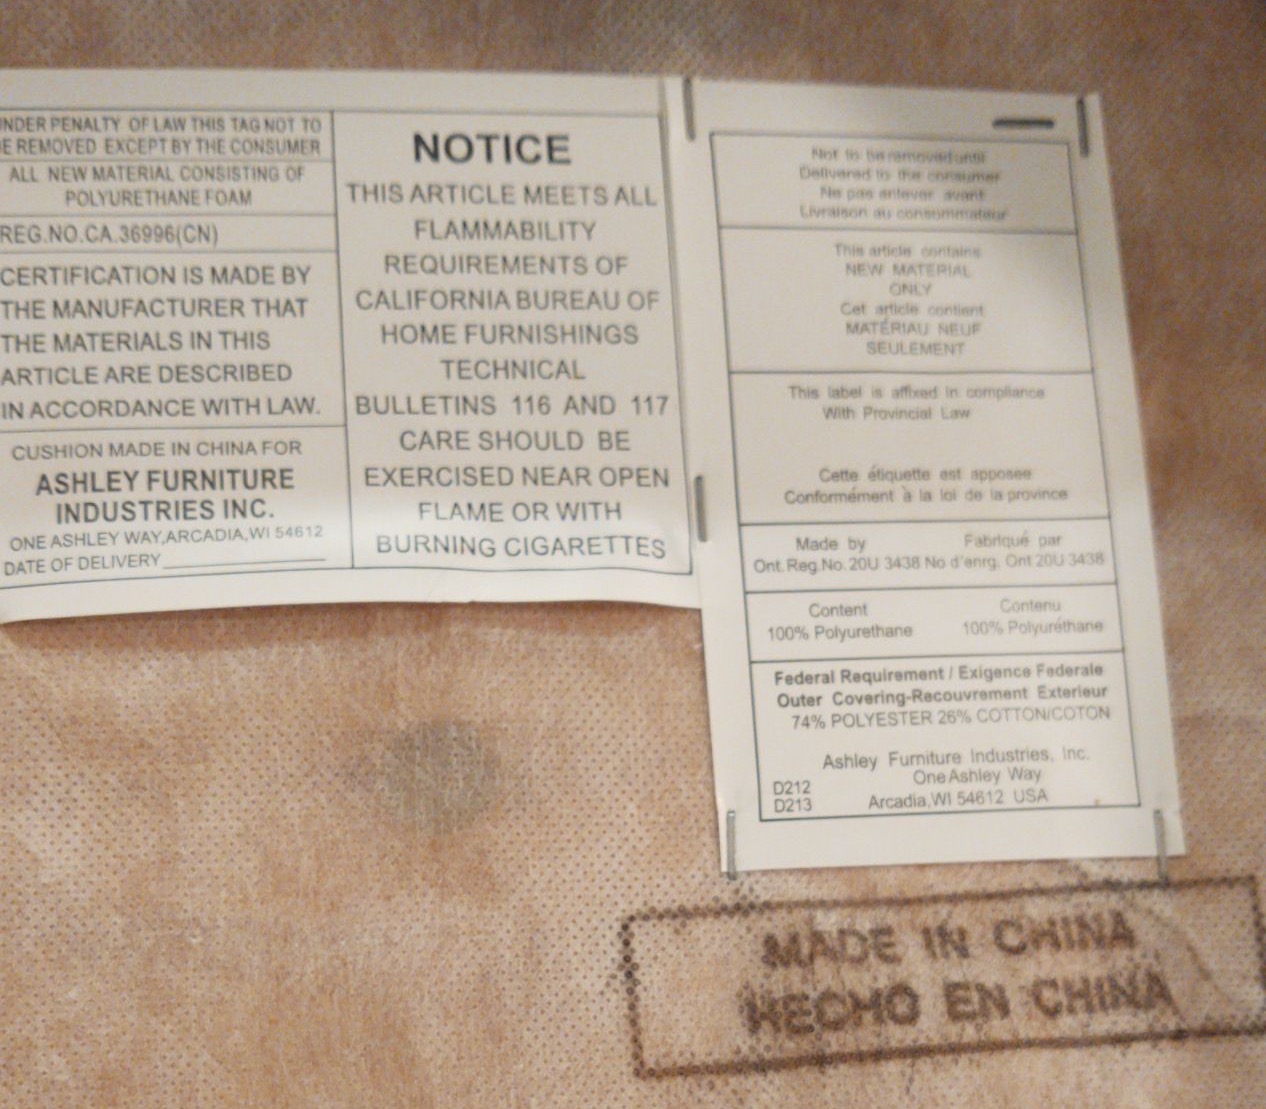 UNDER PENALTY OF LAW THIS TAG NOT TO
BE REMOVED EXCEPT BY THE CONSUMER
ALL NEW MATERIAL CONSISTING OF
POLYURETHANE FOAM
REG.NO.CA.36996(CN)
CERTIFICATION IS MADE BY
THE MANUFACTURER THAT
THE MATERIALS IN THIS
ARTICLE ARE DESCRIBED
IN ACCORDANCE WITH LAW.
CUSHION MADE IN CHINA FOR
ASHLEY FURNITURE
INDUSTRIES INC.
ONE ASHLEY WAY,ARCADIA,WI 54612
DATE OF DELIVERY
NOTICE
THIS ARTICLE MEETS ALL
FLAMMABILITY
REQUIREMENTS OF
CALIFORNIA BUREAU OF
HOME FURNISHINGS
TECHNICAL
BULLETINS 116 AND 117
CARE SHOULD BE
EXERCISED NEAR OPEN
FLAME OR WITH
BURNING CIGARETTES
Not to be removed until
Delivered to the consumer
Ne pas enlever avant
Livraison au consommateur
This article contains
NEW MATERIAL
ONLY
Cet article contient
MATÉRIAU NEUF
SEULEMENT
This label is affixed in compliance
With Provincial Law
Cette étiquette est apposee
Conformément à la loi de la province
Made by Fabriqué par
Ont.Reg.No.20U 3438 No d'enrg. Ont 20U 3438
Content Contenu
100% Polyurethane 100% Polyuréthane
Federal Requirement / Exigence Federale
Outer Covering-Recouvrement Exterieur
74% POLYESTER 26% COTTON/COTON
Ashley Furniture Industries, Inc.
D212 One Ashley Way
D213 Arcadia,WI 54612 USA
MADE IN CHINA
HECHO EN CHINA